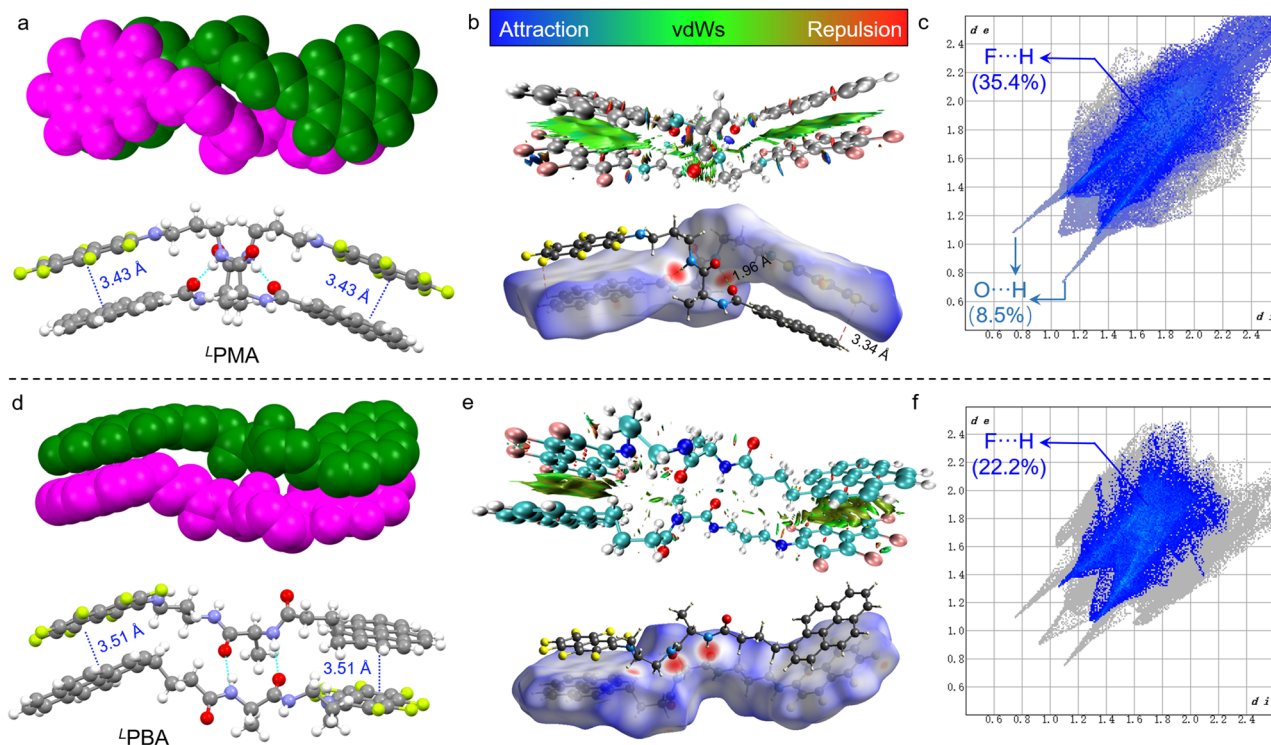 a
3.43 Å
3.43 Å
ᴸPMA
b
Attraction
vdWs
Repulsion
1.96 Å
3.34 Å
c
d e
2.4
2.2
2.0
1.8
1.6
1.4
1.2
1.0
0.8
0.6
F···H
(35.4%)
O···H
(8.5%)
0.6 0.8 1.0 1.2 1.4 1.6 1.8 2.0 2.2 2.4
d i
d
3.51 Å
3.51 Å
ᴸPBA
e
f
d e
2.4
2.2
2.0
1.8
1.6
1.4
1.2
1.0
0.8
0.6
F···H
(22.2%)
0.6 0.8 1.0 1.2 1.4 1.6 1.8 2.0 2.2 2.4
d i